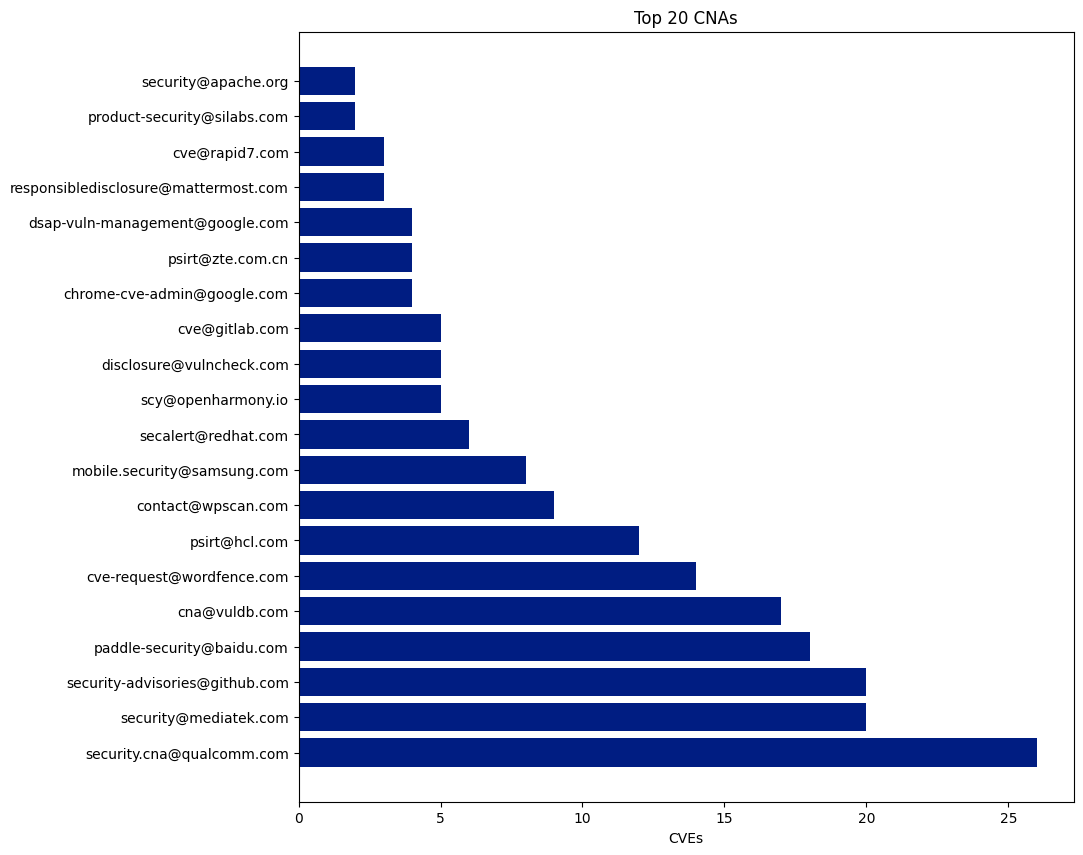 Top 20 CNAs
security@apache.org
product-security@silabs.com
cve@rapid7.com
responsibledisclosure@mattermost.com
dsap-vuln-management@google.com
psirt@zte.com.cn
chrome-cve-admin@google.com
cve@gitlab.com
disclosure@vulncheck.com
scy@openharmony.io
secalert@redhat.com
mobile.security@samsung.com
contact@wpscan.com
psirt@hcl.com
cve-request@wordfence.com
cna@vuldb.com
paddle-security@baidu.com
security-advisories@github.com
security@mediatek.com
security.cna@qualcomm.com
0 5 10 15 20 25
CVEs